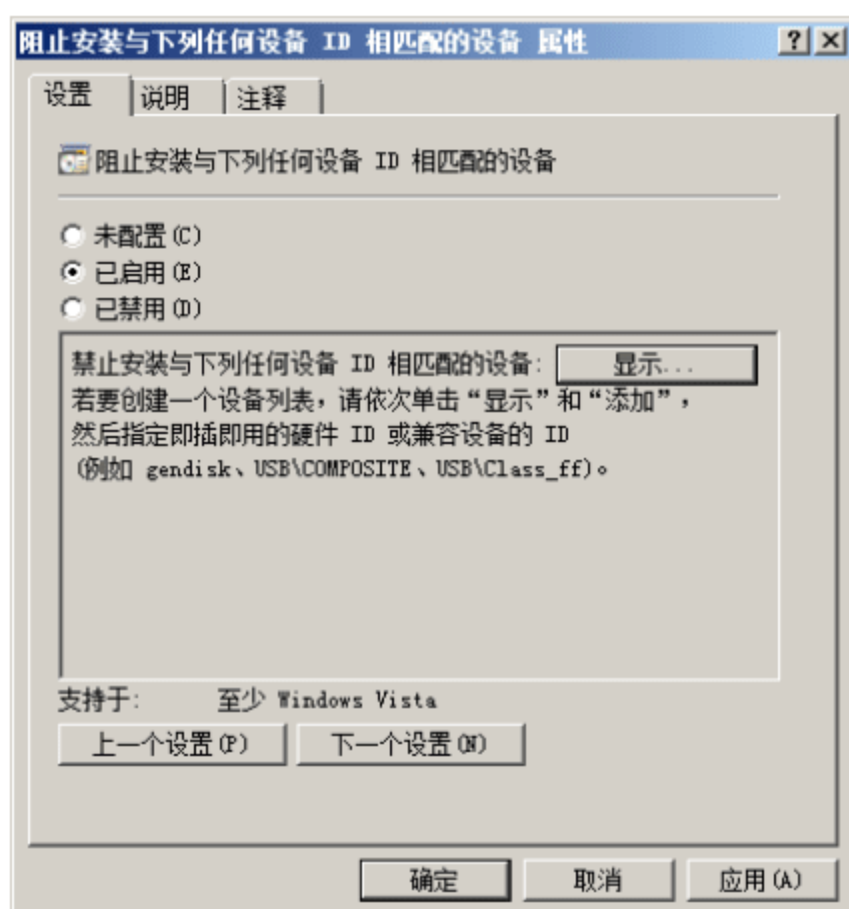 阻止安装与下列任何设备 ID 相匹配的设备 属性
设置 说明 注释
阻止安装与下列任何设备 ID 相匹配的设备
未配置(C)
已启用(E)
已禁用(D)
禁止安装与下列任何设备 ID 相匹配的设备: 显示...
若要创建一个设备列表，请依次单击“显示”和“添加”，
然后指定即插即用的硬件 ID 或兼容设备的 ID
(例如 gendisk、USB\COMPOSITE、USB\Class_ff)。
支持于: 至少 Windows Vista
上一个设置(P) 下一个设置(N)
确定 取消 应用(A)